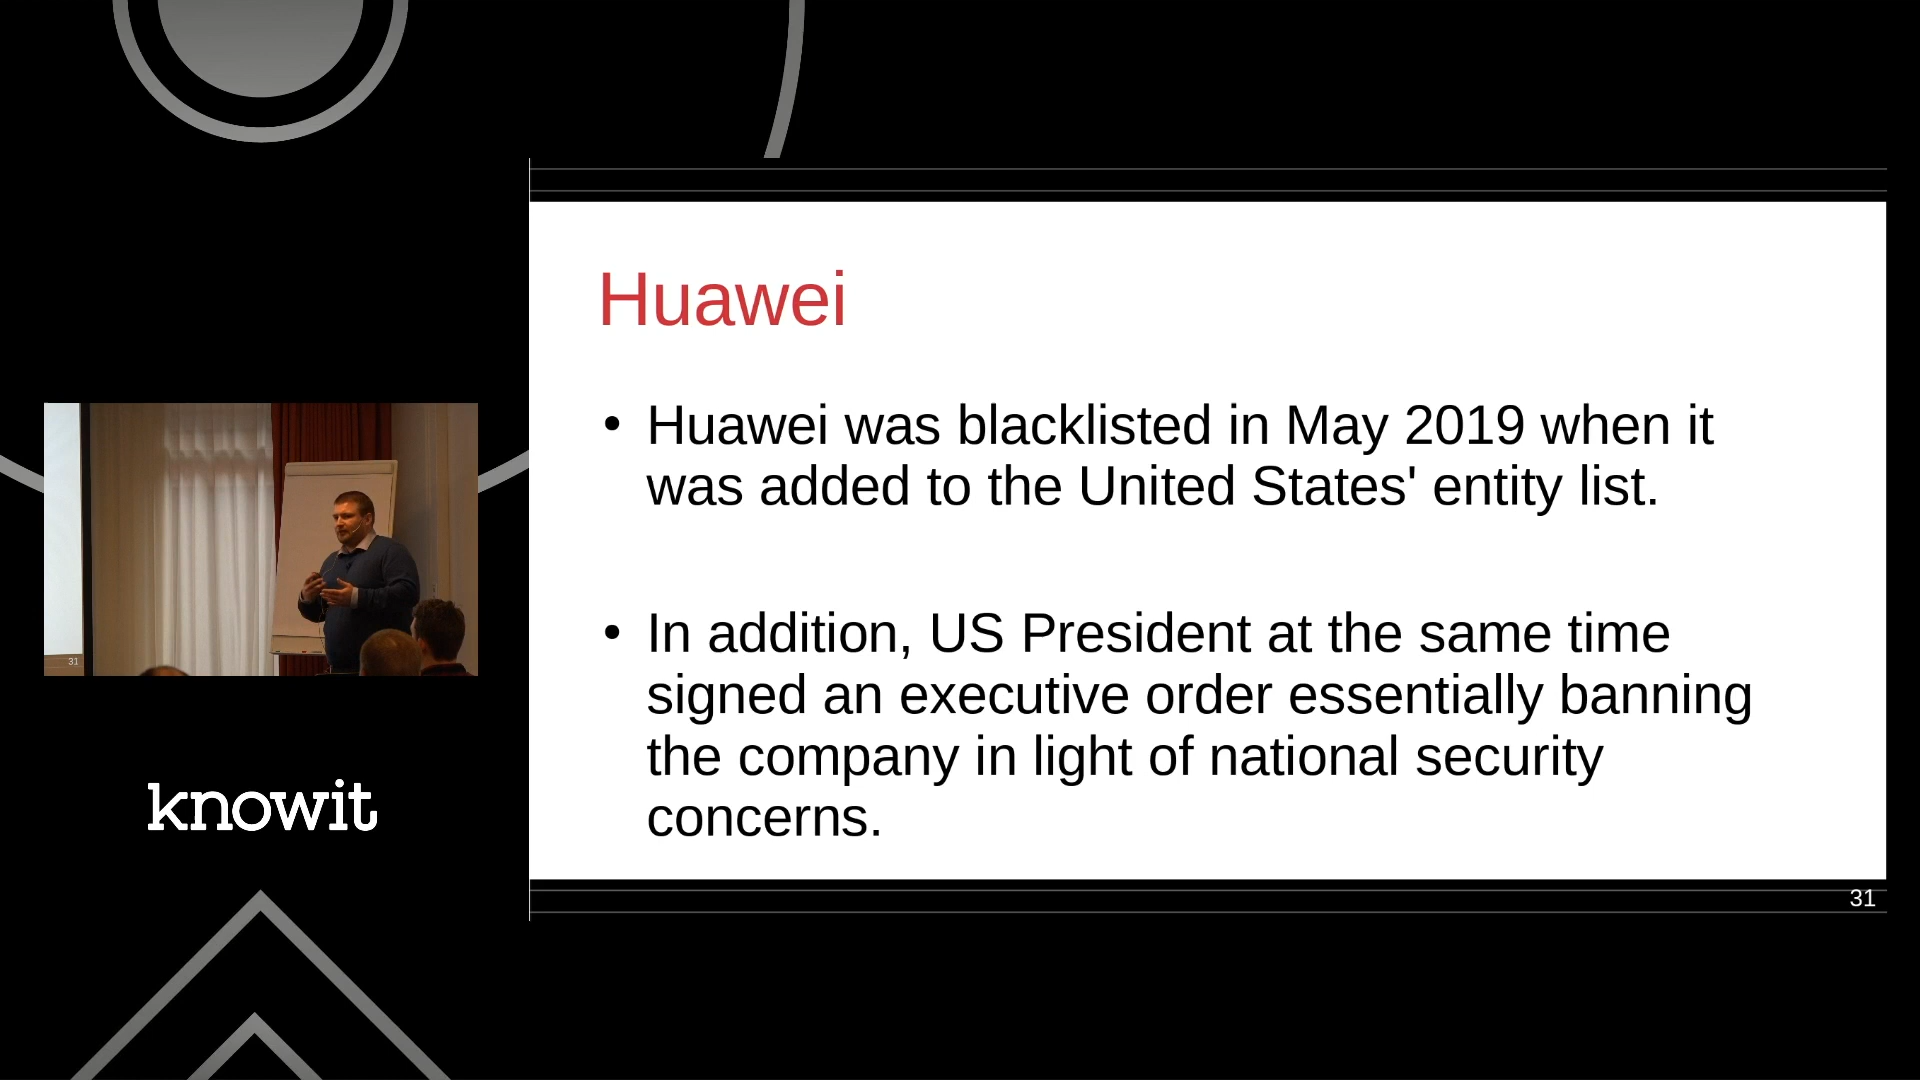 Huawei
• Huawei was blacklisted in May 2019 when it
was added to the United States' entity list.
• In addition, US President at the same time
signed an executive order essentially banning
the company in light of national security
concerns.
31
31
knowit